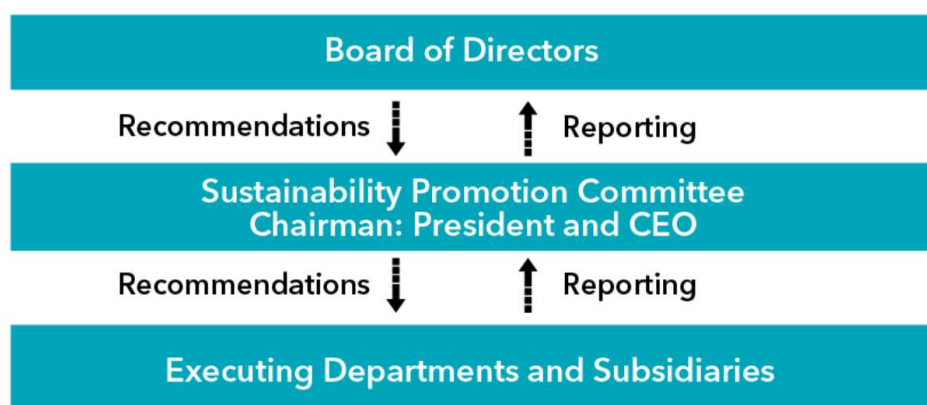 Board of Directors
Recommendations
Reporting
Sustainability Promotion Committee
Chairman: President and CEO
Recommendations
Reporting
Executing Departments and Subsidiaries